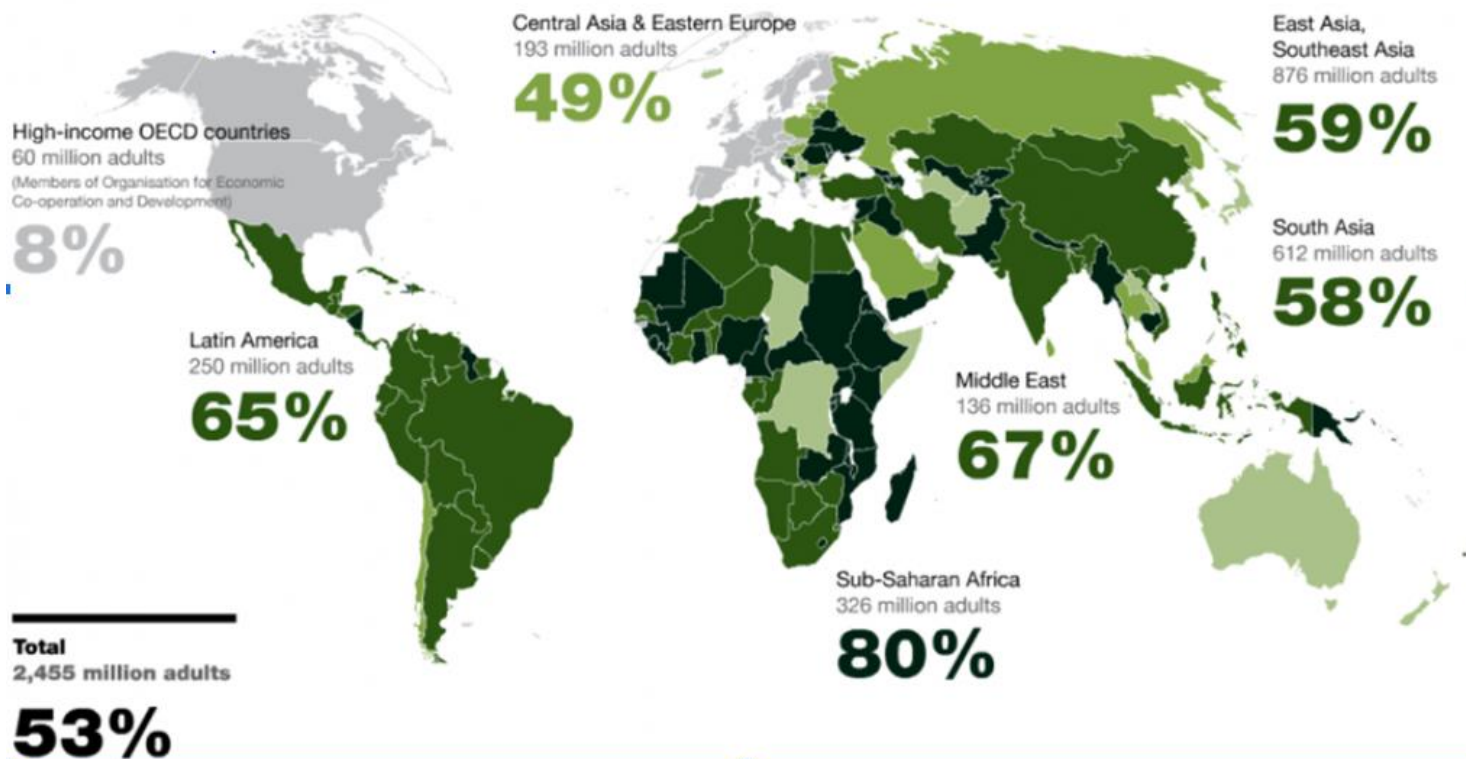 High-income OECD countries
60 million adults
(Members of Organisation for Economic
Co-operation and Development)
8%
Central Asia & Eastern Europe
193 million adults
49%
East Asia,
Southeast Asia
876 million adults
59%
South Asia
612 million adults
58%
Latin America
250 million adults
65%
Middle East
136 million adults
67%
Sub-Saharan Africa
326 million adults
80%
Total
2,455 million adults
53%